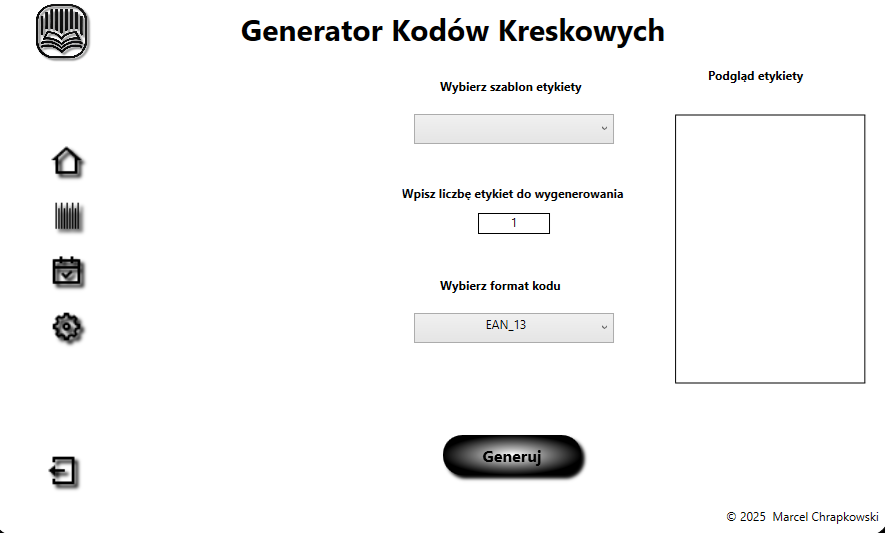 Generator Kodów Kreskowych
Wybierz szablon etykiety
Podgląd etykiety
Wpisz liczbę etykiet do wygenerowania
1
Wybierz format kodu
EAN_13
Generuj
© 2025 Marcel Chrapkowski